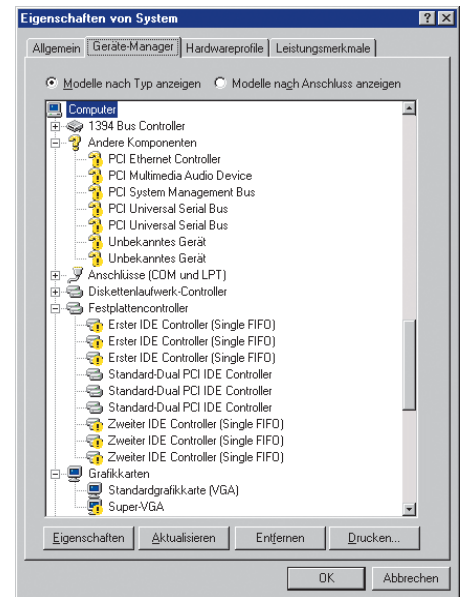 Eigenschaften von System
Allgemein Geräte-Manager Hardwareprofile Leistungsmerkmale
Modelle nach Typ anzeigen Modelle nach Anschluss anzeigen
Computer
1394 Bus Controller
Andere Komponenten
PCI Ethernet Controller
PCI Multimedia Audio Device
PCI System Management Bus
PCI Universal Serial Bus
PCI Universal Serial Bus
Unbekanntes Gerät
Unbekanntes Gerät
Anschlüsse (COM und LPT)
Diskettenlaufwerk-Controller
Festplattencontroller
Erster IDE Controller (Single FIFO)
Erster IDE Controller (Single FIFO)
Erster IDE Controller (Single FIFO)
Standard-Dual PCI IDE Controller
Standard-Dual PCI IDE Controller
Standard-Dual PCI IDE Controller
Zweiter IDE Controller (Single FIFO)
Zweiter IDE Controller (Single FIFO)
Zweiter IDE Controller (Single FIFO)
Grafikkarten
Standardgrafikkarte (VGA)
Super-VGA
Eigenschaften Aktualisieren Entfernen Drucken...
OK Abbrechen